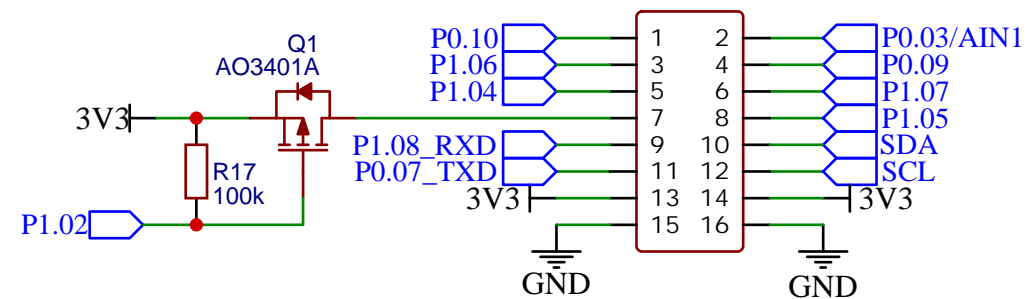 Q1
AO3401A
3V3
R17
100k
P1.02
P0.10 1 2 P0.03/AIN1
P1.06 3 4 P0.09
P1.04 5 6 P1.07
7 8 P1.05
P1.08_RXD 9 10 SDA
P0.07_TXD 11 12 SCL
3V3 13 14 3V3
15 16
GND GND